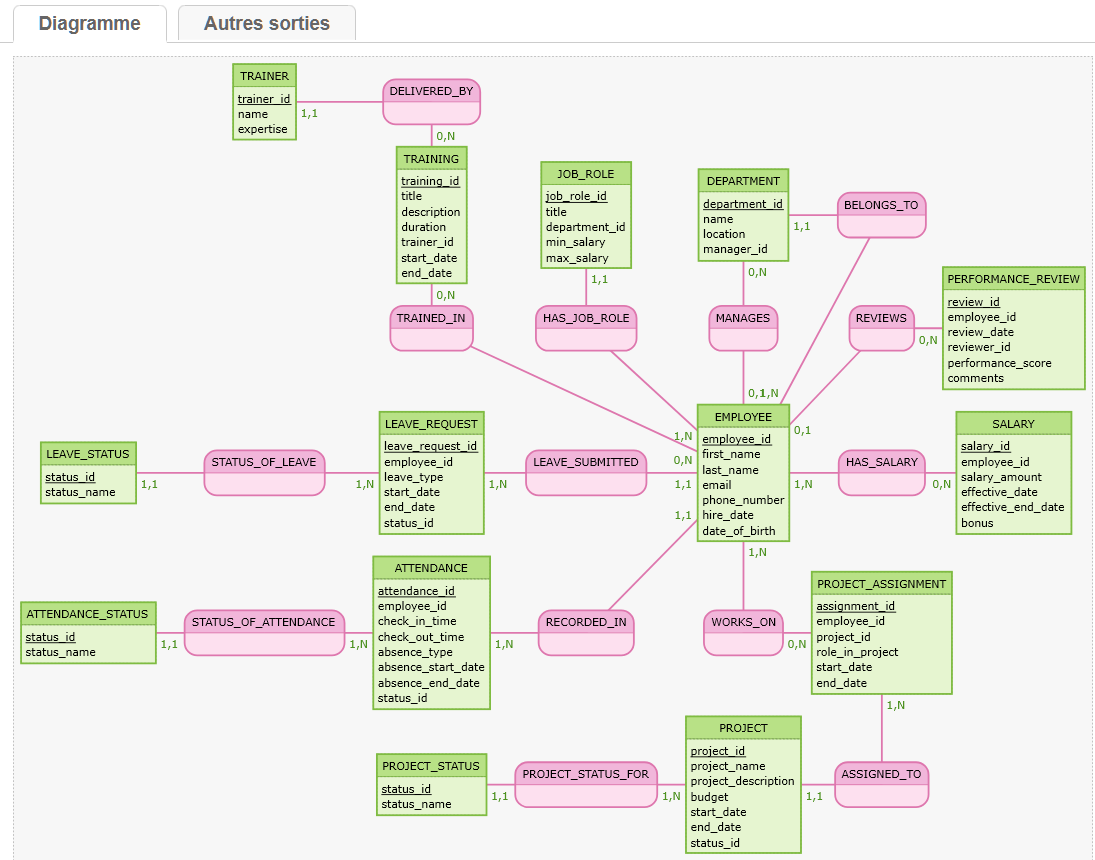 Diagramme
Autres sorties
TRAINER
trainer_id
name
expertise
1,1
DELIVERED_BY
0,N
TRAINING
training_id
title
description
duration
trainer_id
start_date
end_date
0,N
TRAINED_IN
JOB_ROLE
job_role_id
title
department_id
min_salary
max_salary
1,1
HAS_JOB_ROLE
DEPARTMENT
department_id
name
location
manager_id
1,1
0,N
BELONGS_TO
MANAGES
REVIEWS
0,N
PERFORMANCE_REVIEW
review_id
employee_id
review_date
reviewer_id
performance_score
comments
LEAVE_STATUS
status_id
status_name
1,1
STATUS_OF_LEAVE
1,N
LEAVE_REQUEST
leave_request_id
employee_id
leave_type
start_date
end_date
status_id
1,N
LEAVE_SUBMITTED
1,N
0,N
1,1
1,1
EMPLOYEE
employee_id
first_name
last_name
email
phone_number
hire_date
date_of_birth
0,1
1,N
1,N
HAS_SALARY
0,N
SALARY
salary_id
employee_id
salary_amount
effective_date
effective_end_date
bonus
ATTENDANCE_STATUS
status_id
status_name
1,1
STATUS_OF_ATTENDANCE
1,N
ATTENDANCE
attendance_id
employee_id
check_in_time
check_out_time
absence_type
absence_start_date
absence_end_date
status_id
1,N
RECORDED_IN
WORKS_ON
0,N
PROJECT_ASSIGNMENT
assignment_id
employee_id
project_id
role_in_project
start_date
end_date
1,N
PROJECT_STATUS
status_id
status_name
1,1
PROJECT_STATUS_FOR
1,N
PROJECT
project_id
project_name
project_description
budget
start_date
end_date
status_id
1,1
ASSIGNED_TO